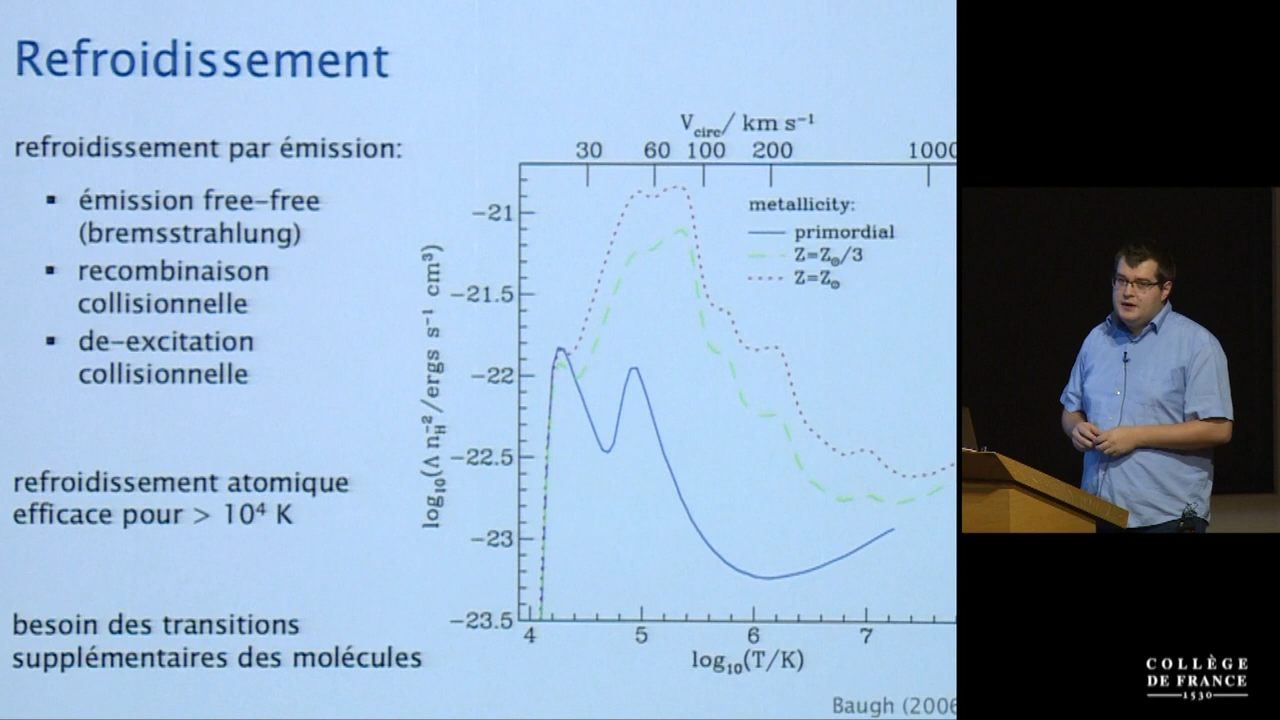 Refroidissement
refroidissement par émission:
▪ émission free-free
(bremsstrahlung)
▪ recombinaison
collisionnelle
▪ de-excitation
collisionnelle
refroidissement atomique
efficace pour > 10⁴ K
besoin des transitions
supplémentaires des molécules
V_circ/ km s⁻¹
30 60 100 200 1000
metallicity:
primordial
Z=Z⊙/3
Z=Z⊙
log₁₀(Λ n_H⁻²/ergs s⁻¹ cm³)
-21
-21.5
-22
-22.5
-23
-23.5
4 5 6 7
log₁₀(T/K)
Baugh (2006
COLLÈGE
DE FRANCE
1530